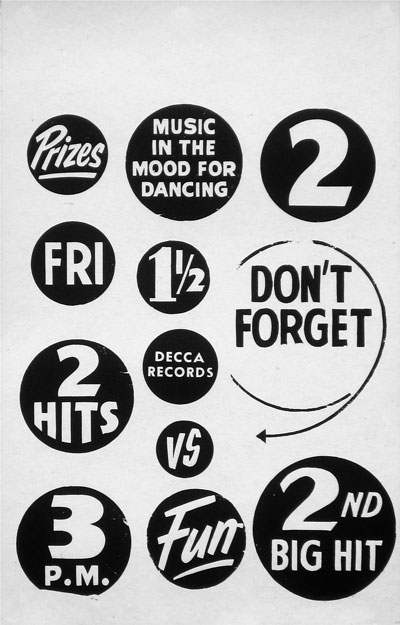 Prizes
MUSIC
IN THE
MOOD FOR
DANCING
2
FRI
1½
DON'T
FORGET
2
HITS
DECCA
RECORDS
VS
3
P.M.
Fun
2ND
BIG HIT